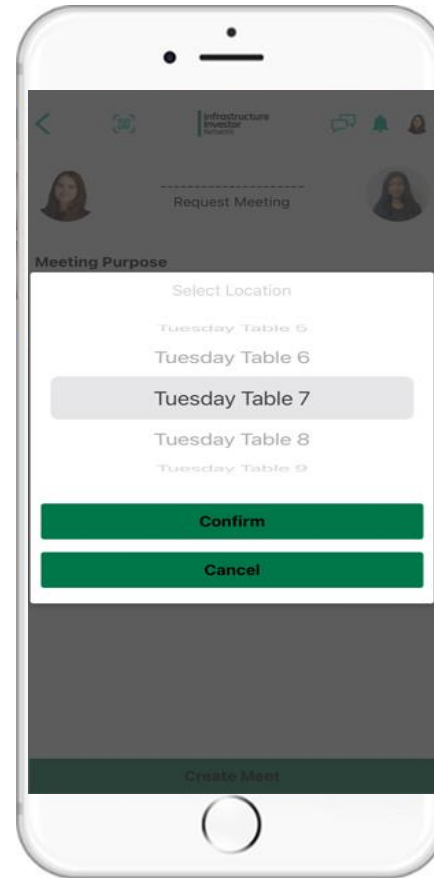 Infrastructure
Investor
Network
Request Meeting
Meeting Purpose
Select Location
Tuesday Table 5
Tuesday Table 6
Tuesday Table 7
Tuesday Table 8
Tuesday Table 9
Confirm
Cancel
Create Meet